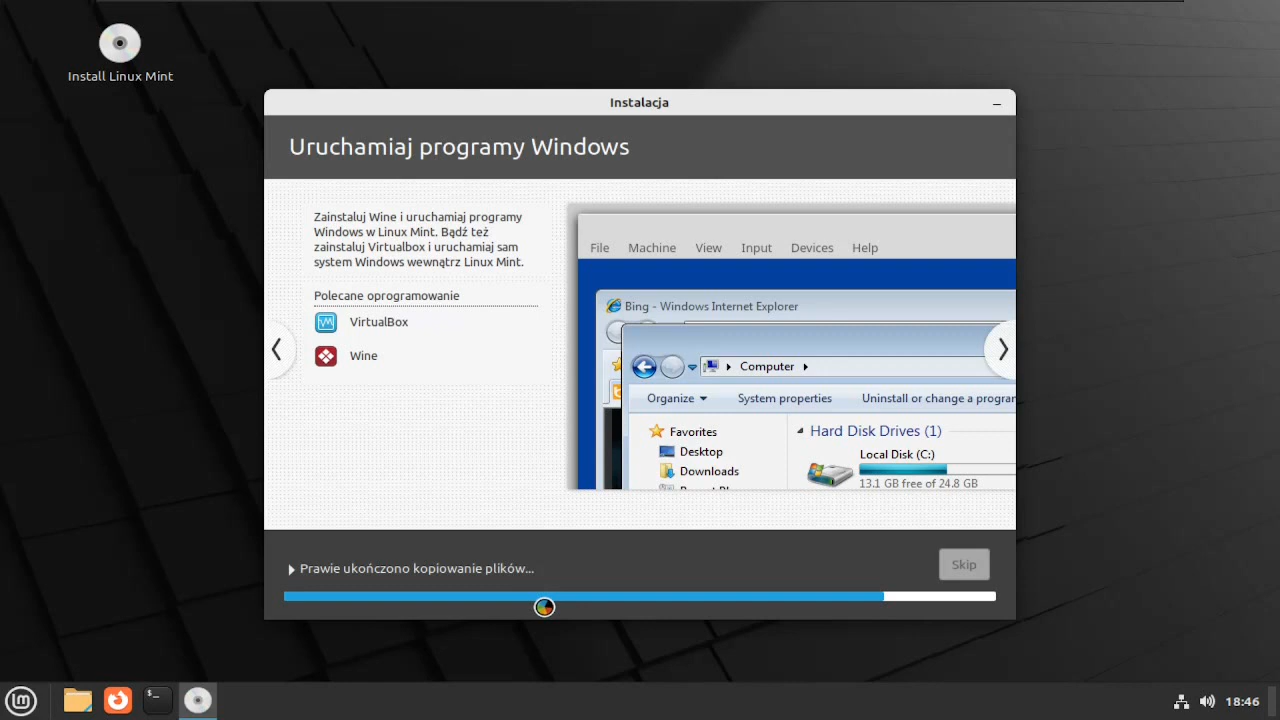 Install Linux Mint
Instalacja
Uruchamiaj programy Windows
Zainstaluj Wine i uruchamiaj programy
Windows w Linux Mint. Bądź też
zainstaluj Virtualbox i uruchamiaj sam
system Windows wewnątrz Linux Mint.
Polecane oprogramowanie
VirtualBox
Wine
File Machine View Input Devices Help
Bing - Windows Internet Explorer
Computer
Organize System properties Uninstall or change a program
Favorites
Desktop
Downloads
Hard Disk Drives (1)
Local Disk (C:)
13.1 GB free of 24.8 GB
Prawie ukończono kopiowanie plików...
Skip
18:46